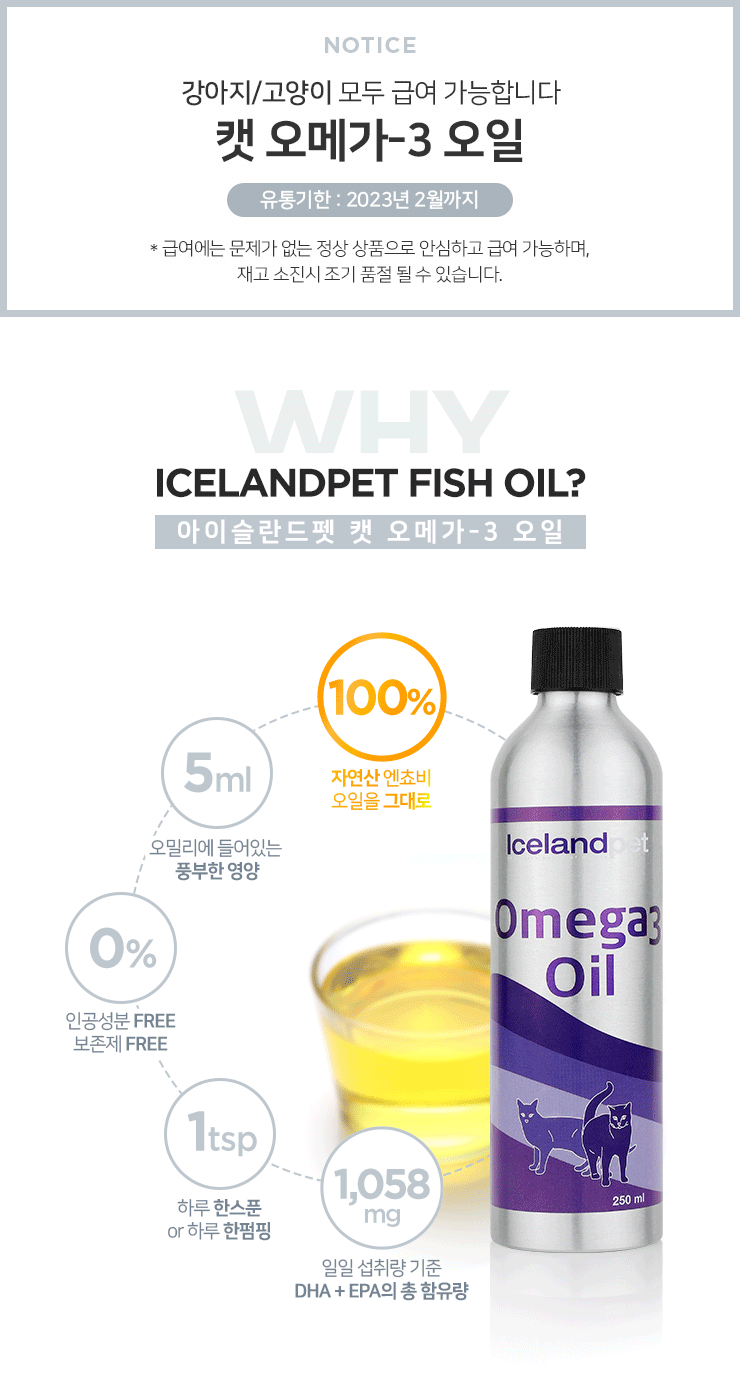 NOTICE
강아지/고양이 모두 급여 가능합니다
캣 오메가-3 오일
유통기한 : 2023년 2월까지
* 급여에는 문제가 없는 정상 상품으로 안심하고 급여 가능하며,
재고 소진시 조기 품절 될 수 있습니다.
WHY
ICELANDPET FISH OIL?
아이슬란드펫 캣 오메가-3 오일
100%
자연산 엔쵸비
오일을 그대로
5ml
오밀리에 들어있는
풍부한 영양
0%
인공성분 FREE
보존제 FREE
1tsp
하루 한스푼
or 하루 한펌핑
1,058
mg
일일 섭취량 기준
DHA + EPA의 총 함유량
Icelandpet
Omega3
Oil
250 ml